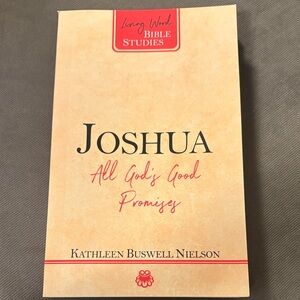 Living Word
BIBLE
STUDIES
JOSHUA
All God's Good
Promises
KATHLEEN BUSWELL NIELSON